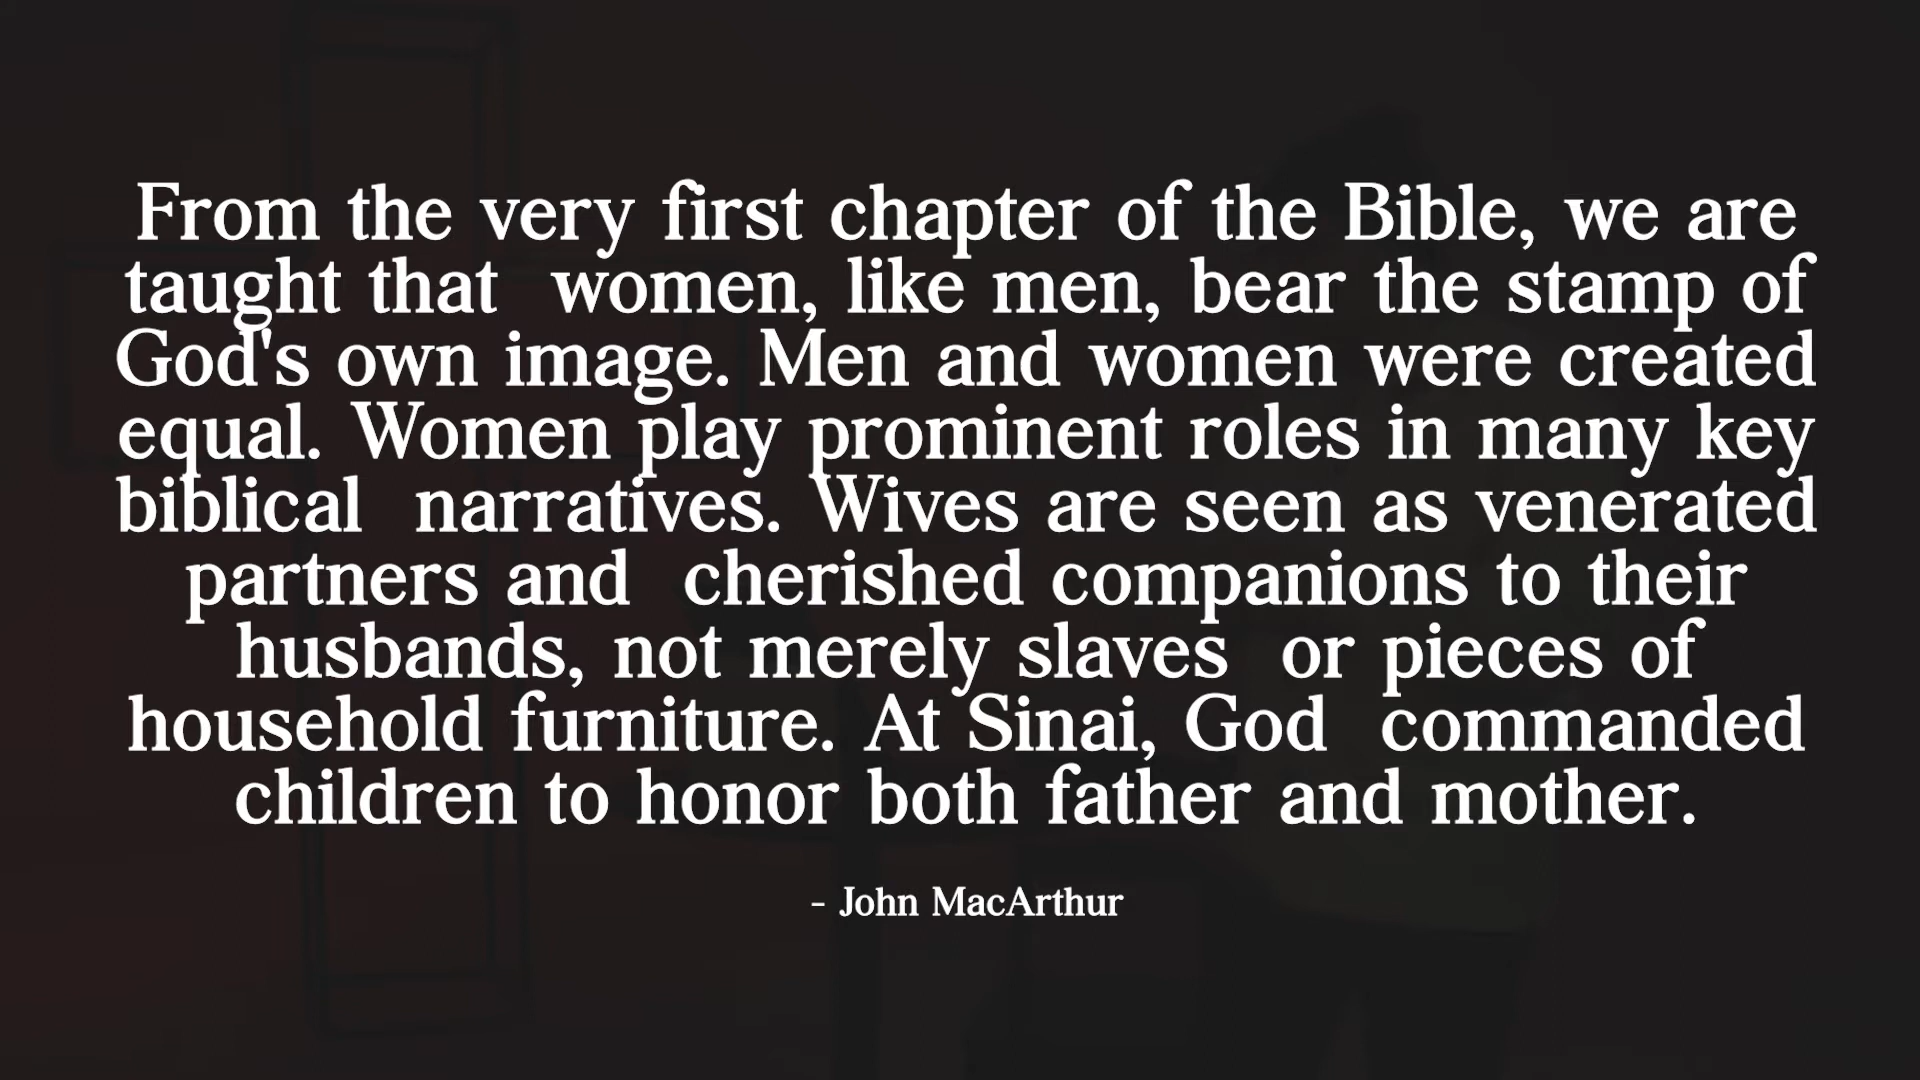 From the very first chapter of the Bible, we are
taught that  women, like men, bear the stamp of
God's own image. Men and women were created
equal. Women play prominent roles in many key
biblical  narratives. Wives are seen as venerated
partners and  cherished companions to their
husbands, not merely slaves  or pieces of
household furniture. At Sinai, God  commanded
children to honor both father and mother.
- John MacArthur